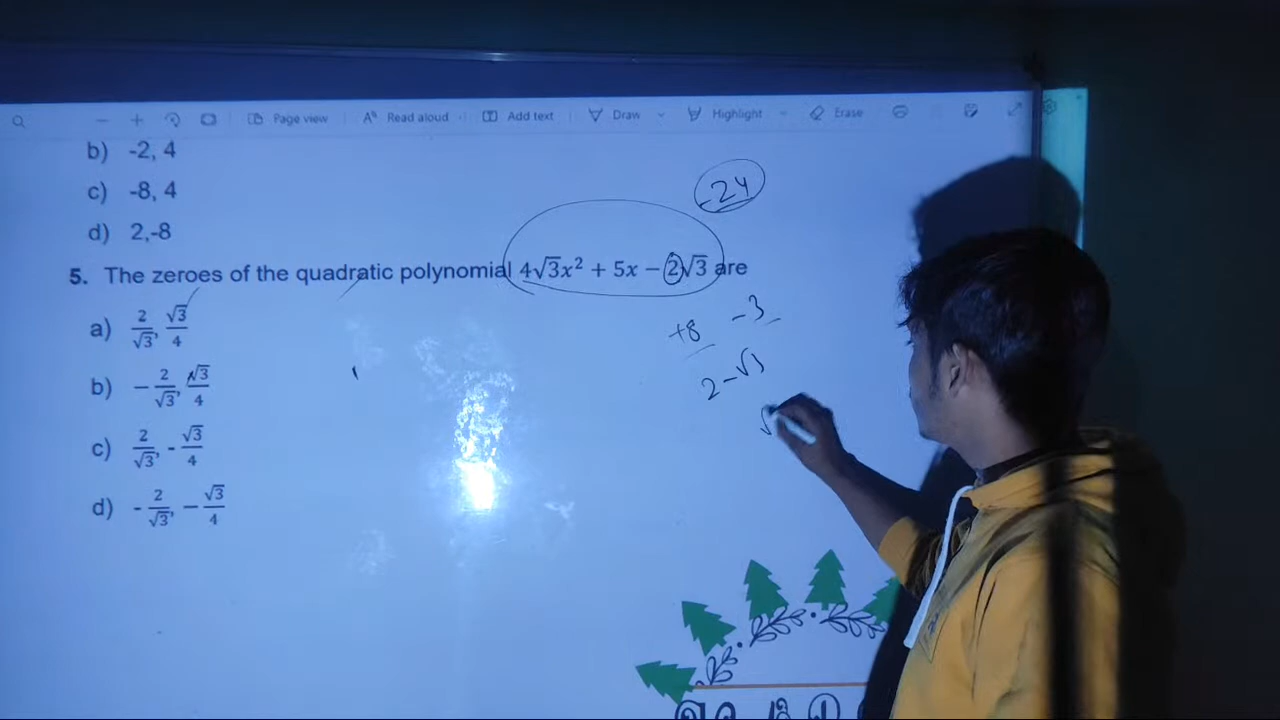 Page view Read aloud Add text Draw Highlight Erase
b) -2, 4
c) -8, 4
d) 2,-8
-24
5. The zeroes of the quadratic polynomial 4√3x² + 5x − 2√3 are
a) 2/√3, √3/4
b) −2/√3, √3/4
c) 2/√3, -√3/4
d) -2/√3, −√3/4
+8 -3
2 - √3